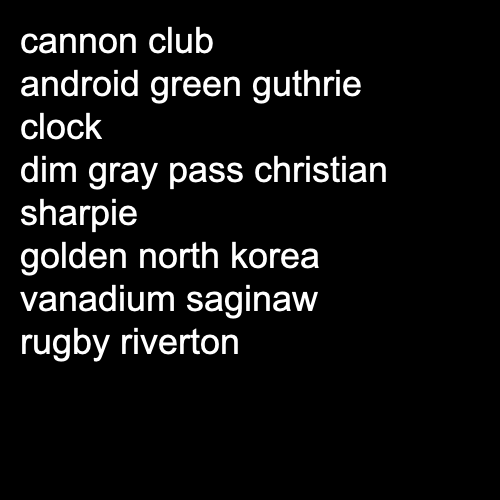 cannon club
android green guthrie
clock
dim gray pass christian
sharpie
golden north korea
vanadium saginaw
rugby riverton